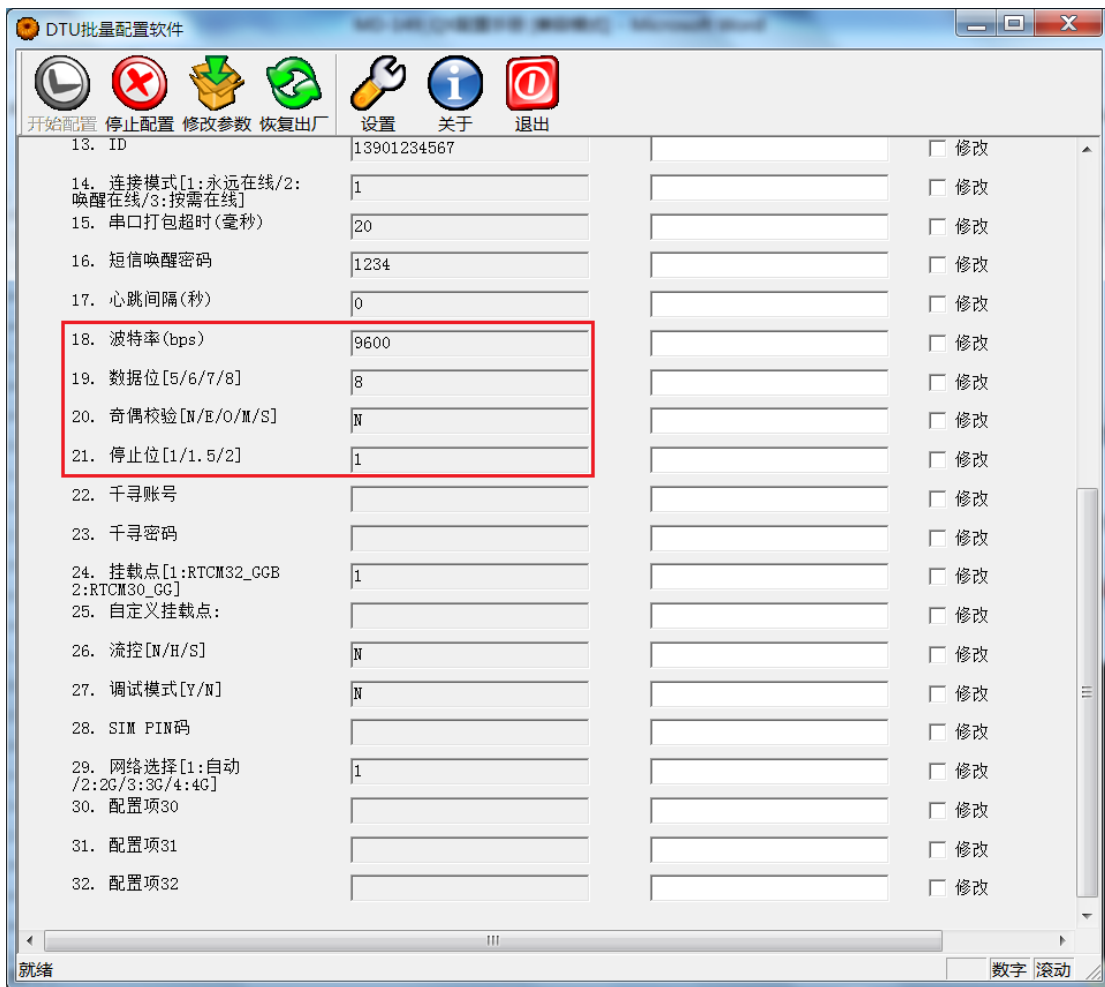 DTU批量配置软件
开始配置 停止配置 修改参数 恢复出厂 设置 关于 退出
13. ID 13901234567 修改
14. 连接模式[1:永远在线/2:
唤醒在线/3:按需在线] 1 修改
15. 串口打包超时(毫秒) 20 修改
16. 短信唤醒密码 1234 修改
17. 心跳间隔(秒) 0 修改
18. 波特率(bps) 9600 修改
19. 数据位[5/6/7/8] 8 修改
20. 奇偶校验[N/E/O/M/S] N 修改
21. 停止位[1/1.5/2] 1 修改
22. 千寻账号 修改
23. 千寻密码 修改
24. 挂载点[1:RTCM32_GGB
2:RTCM30_GG] 1 修改
25. 自定义挂载点: 修改
26. 流控[N/H/S] N 修改
27. 调试模式[Y/N] N 修改
28. SIM PIN码 修改
29. 网络选择[1:自动
/2:2G/3:3G/4:4G] 1 修改
30. 配置项30 修改
31. 配置项31 修改
32. 配置项32 修改
就绪 数字 滚动